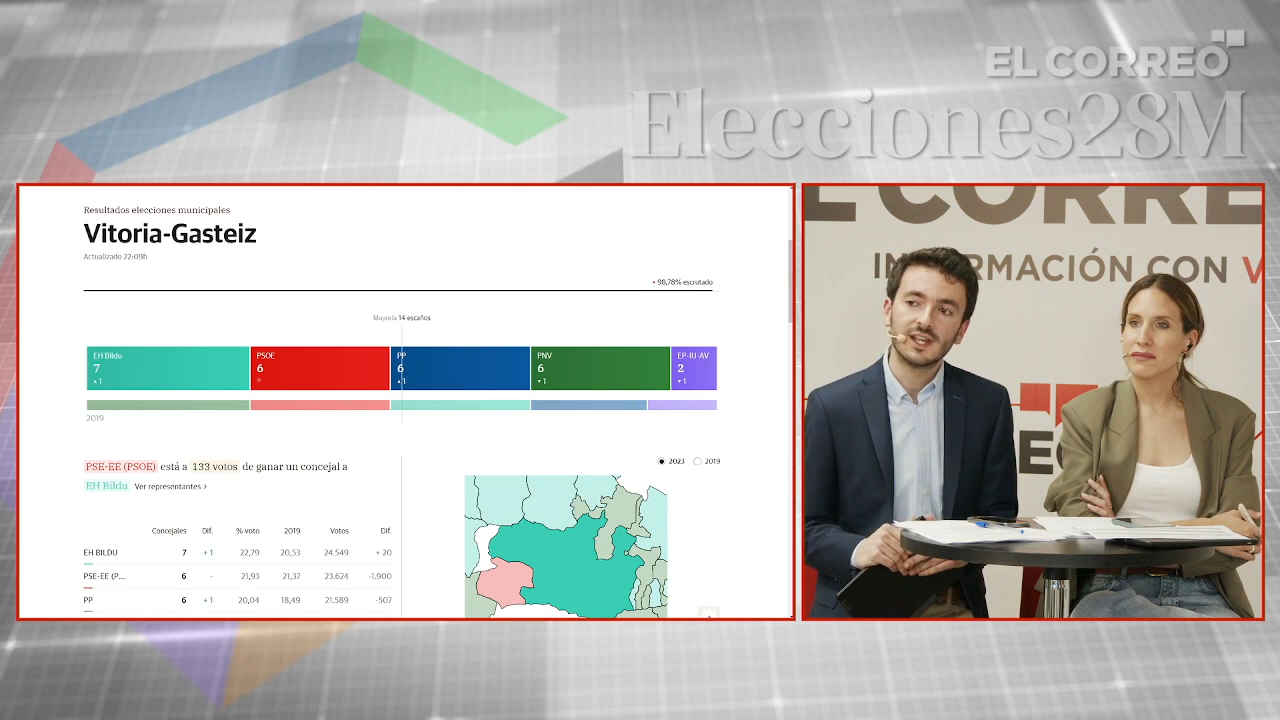 EL CORREO
Elecciones28M
Resultados elecciones municipales
Vitoria-Gasteiz
Actualizado 22:09h
98,78% escrutado
Mayoría 14 escaños
EH Bildu
7
▲ 1
PSOE
6
=
PP
6
▲ 1
PNV
6
▼ 1
EP-IU-AV
2
▼ 1
2019
PSE-EE (PSOE) está a 133 votos de ganar un concejal a
EH Bildu Ver representantes >
2023 2019
Concejales Dif. % voto 2019 Votos Dif.
EH BILDU 7 +1 22,79 20,53 24.549 +20
PSE-EE (P... 6 - 21,93 21,37 23.624 -1.900
PP 6 +1 20,04 18,49 21.589 -507
L CORRE
IN RMACIÓN CON V